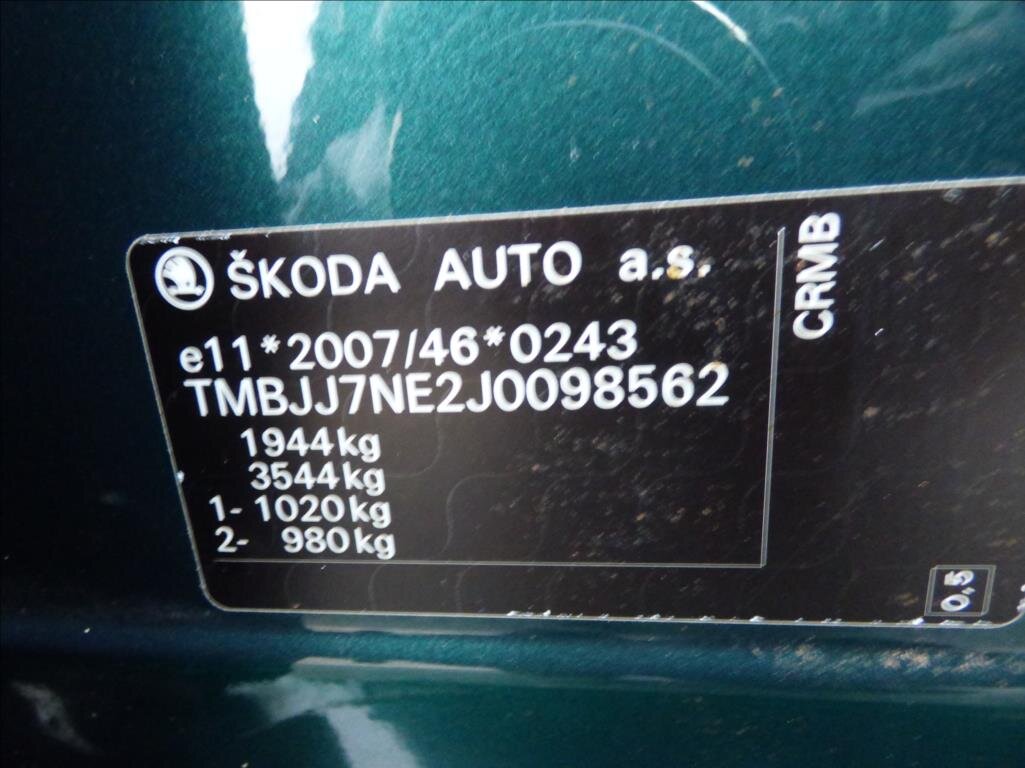 ŠKODA AUTO a.s.
e11*2007/46*0243
TMBJJ7NE2J0098562
1944kg
3544kg
1- 1020kg
2- 980kg
CRMB
0,5